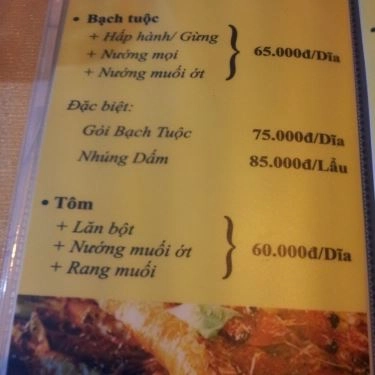 • Bạch tuộc
+ Hấp hành/ Gừng
+ Nướng mọi
65.000đ/Dĩa
+ Nướng muối ớt
Đặc biệt:
Gỏi Bạch Tuộc 75.000đ/Dĩa
Nhúng Dấm 85.000đ/Lẩu
• Tôm
+ Lăn bột
+ Nướng muối ớt 60.000đ/Dĩa
+ Rang muối